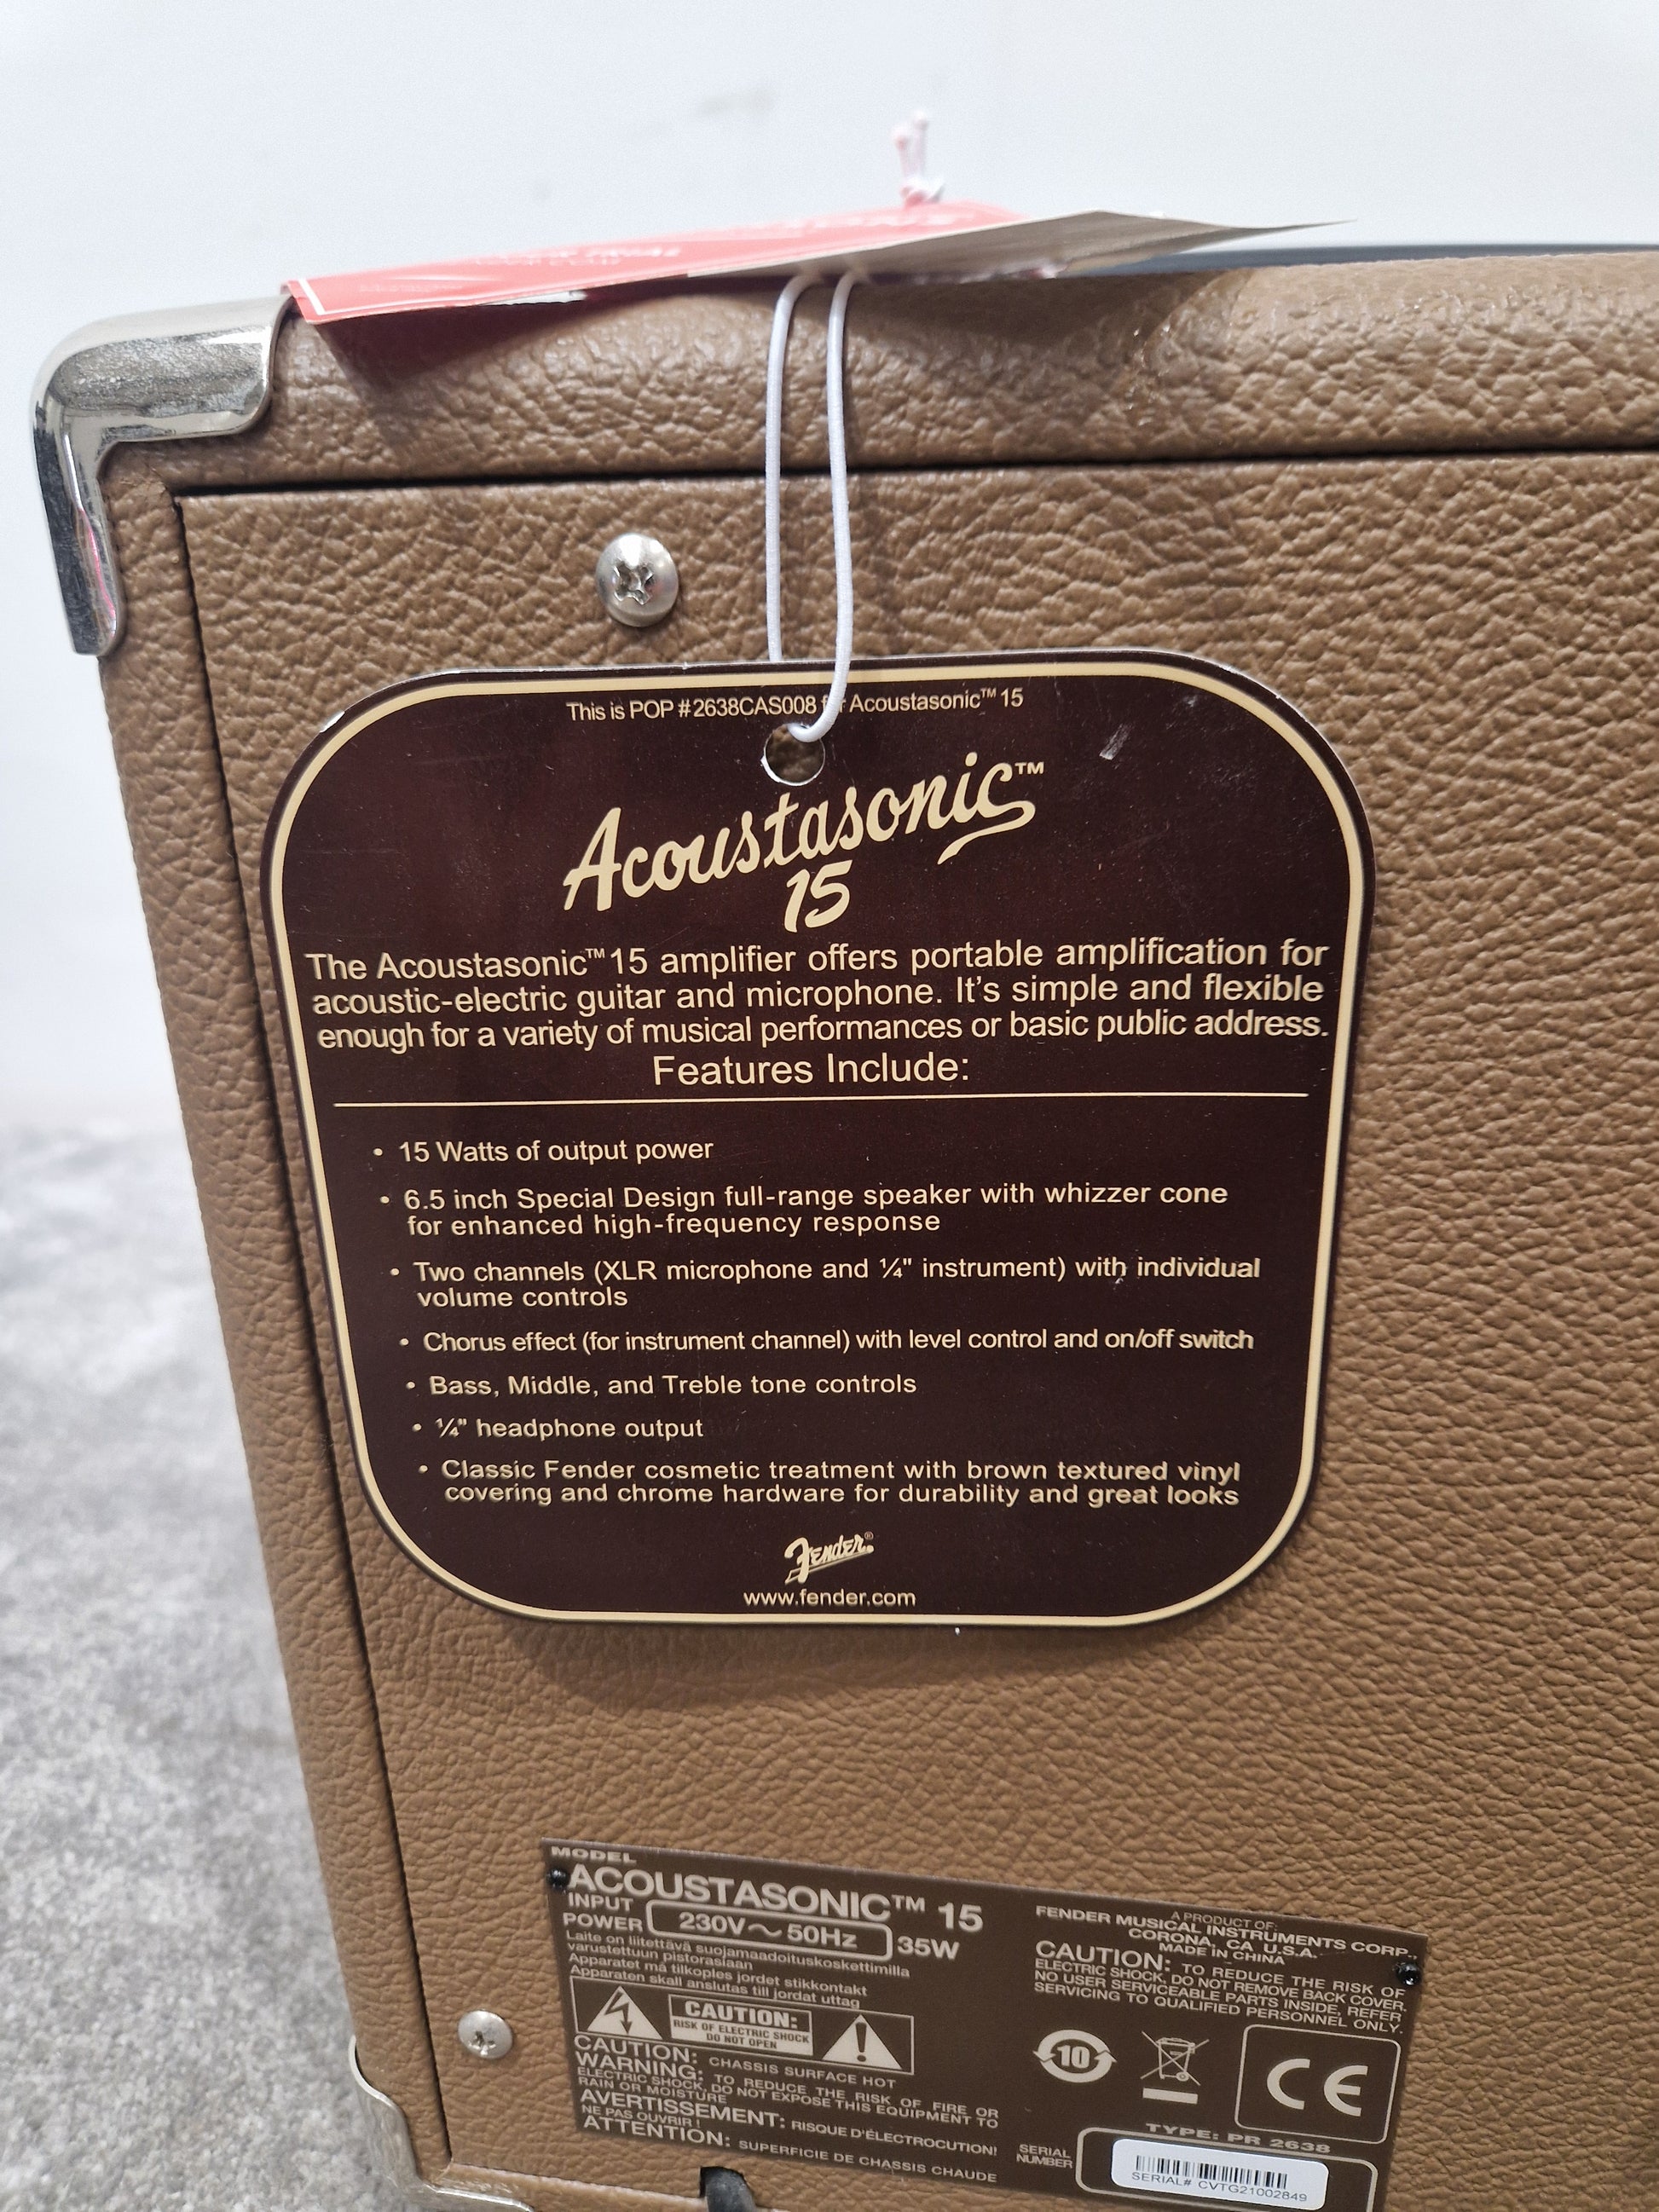 This is POP #2638CAS008 for Acoustasonic™ 15
Acoustasonic™
15
The Acoustasonic™ 15 amplifier offers portable amplification for
acoustic-electric guitar and microphone. It's simple and flexible
enough for a variety of musical performances or basic public address.
Features Include:
• 15 Watts of output power
• 6.5 inch Special Design full-range speaker with whizzer cone
for enhanced high-frequency response
• Two channels (XLR microphone and ¼" instrument) with individual
volume controls
• Chorus effect (for instrument channel) with level control and on/off switch
• Bass, Middle, and Treble tone controls
• ¼" headphone output
• Classic Fender cosmetic treatment with brown textured vinyl
covering and chrome hardware for durability and great looks
Fender®
www.fender.com
MODEL
ACOUSTASONIC™ 15
INPUT
POWER
230V~50Hz
35W
Laite on liitettävä suojamaadoituskoskettimilla
varustettuun pistorasiaan
Apparatet må tilkoples jordet stikkontakt
Apparaten skall anslutas till jordat uttag
CAUTION:
RISK OF ELECTRIC SHOCK
DO NOT OPEN
CAUTION: CHASSIS SURFACE HOT
WARNING: TO REDUCE THE RISK OF FIRE OR
ELECTRIC SHOCK, DO NOT EXPOSE THIS EQUIPMENT TO
RAIN OR MOISTURE
AVERTISSEMENT: RISQUE D'ÉLECTROCUTION!
NE PAS OUVRIR !
ATTENTION: SUPERFICIE DE CHASSIS CHAUDE
A PRODUCT OF:
FENDER MUSICAL INSTRUMENTS CORP.,
CORONA, CA U.S.A.
MADE IN CHINA
CAUTION: TO REDUCE THE RISK OF
ELECTRIC SHOCK, DO NOT REMOVE BACK COVER.
NO USER SERVICEABLE PARTS INSIDE, REFER
SERVICING TO QUALIFIED PERSONNEL ONLY.
10
CE
TYPE: PR 2638
SERIAL
NUMBER
SERIAL# CVTG21002849